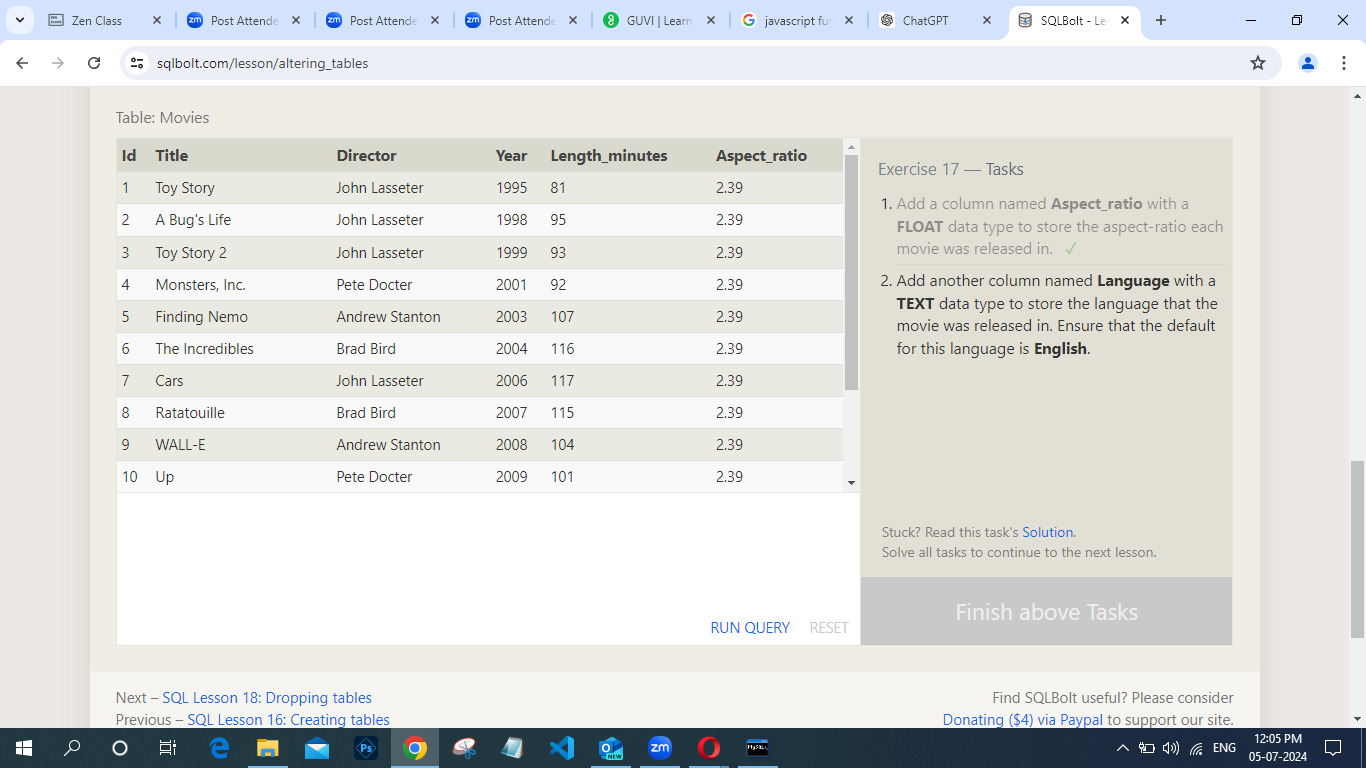 Zen Class
Post Attende
Post Attende
Post Attende
GUVI | Learn
javascript fu
ChatGPT
SQLBolt - Le
sqlbolt.com/lesson/altering_tables
Table: Movies
Id Title Director Year Length_minutes Aspect_ratio
1 Toy Story John Lasseter 1995 81 2.39
2 A Bug's Life John Lasseter 1998 95 2.39
3 Toy Story 2 John Lasseter 1999 93 2.39
4 Monsters, Inc. Pete Docter 2001 92 2.39
5 Finding Nemo Andrew Stanton 2003 107 2.39
6 The Incredibles Brad Bird 2004 116 2.39
7 Cars John Lasseter 2006 117 2.39
8 Ratatouille Brad Bird 2007 115 2.39
9 WALL-E Andrew Stanton 2008 104 2.39
10 Up Pete Docter 2009 101 2.39
RUN QUERY RESET
Exercise 17 — Tasks
1. Add a column named Aspect_ratio with a
FLOAT data type to store the aspect-ratio each
movie was released in. ✓
2. Add another column named Language with a
TEXT data type to store the language that the
movie was released in. Ensure that the default
for this language is English.
Stuck? Read this task's Solution.
Solve all tasks to continue to the next lesson.
Finish above Tasks
Next – SQL Lesson 18: Dropping tables
Previous – SQL Lesson 16: Creating tables
Find SQLBolt useful? Please consider
Donating ($4) via Paypal to support our site.
Ps
NEW
zm
ENG
12:05 PM
05-07-2024